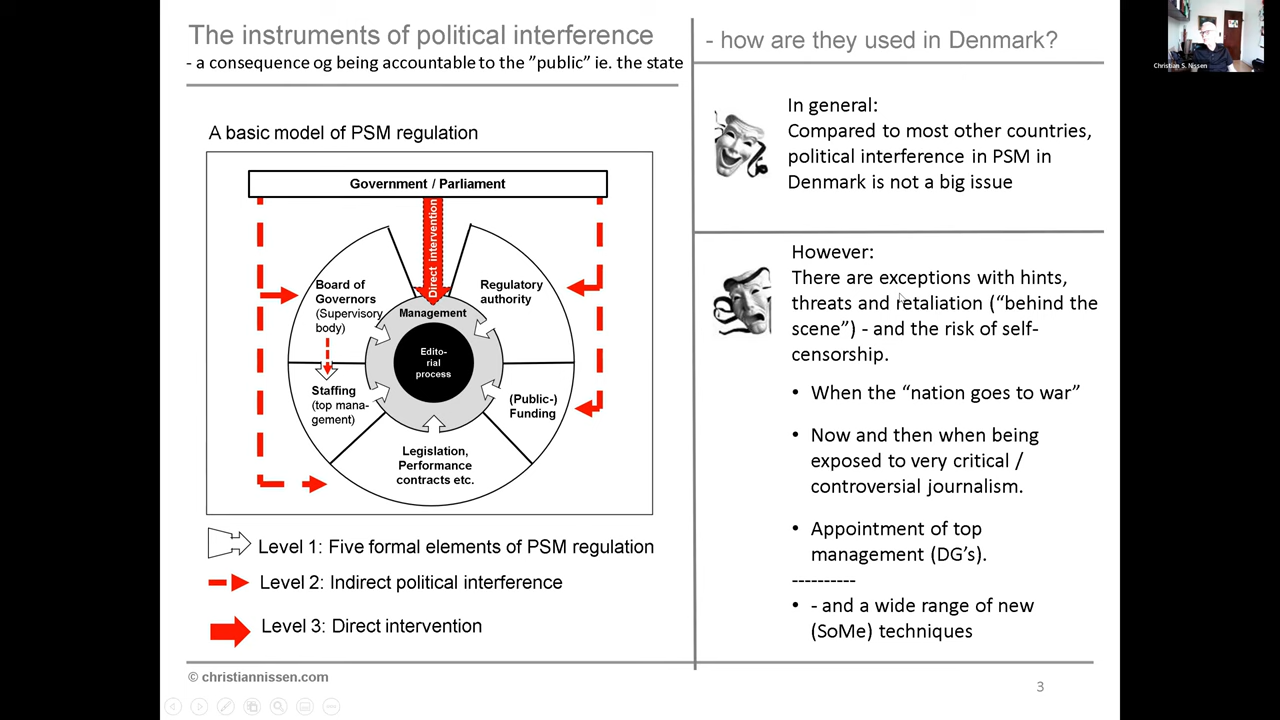 The instruments of political interference
- a consequence og being accountable to the ”public” ie. the state
A basic model of PSM regulation
Government / Parliament
Direct intervention
Board of
Governors
(Supervisory
body)
Regulatory
authority
Management
Edito-
rial
process
Staffing
(top mana-
gement)
(Public-)
Funding
Legislation,
Performance
contracts etc.
Level 1: Five formal elements of PSM regulation
Level 2: Indirect political interference
Level 3: Direct intervention
© christiannissen.com
- how are they used in Denmark?
In general:
Compared to most other countries,
political interference in PSM in
Denmark is not a big issue
However:
There are exceptions with hints,
threats and retaliation (“behind the
scene”) - and the risk of self-
censorship.
• When the “nation goes to war”
• Now and then when being
exposed to very critical /
controversial journalism.
• Appointment of top
management (DG’s).
----------
• - and a wide range of new
(SoMe) techniques
3
Christian S. Nissen